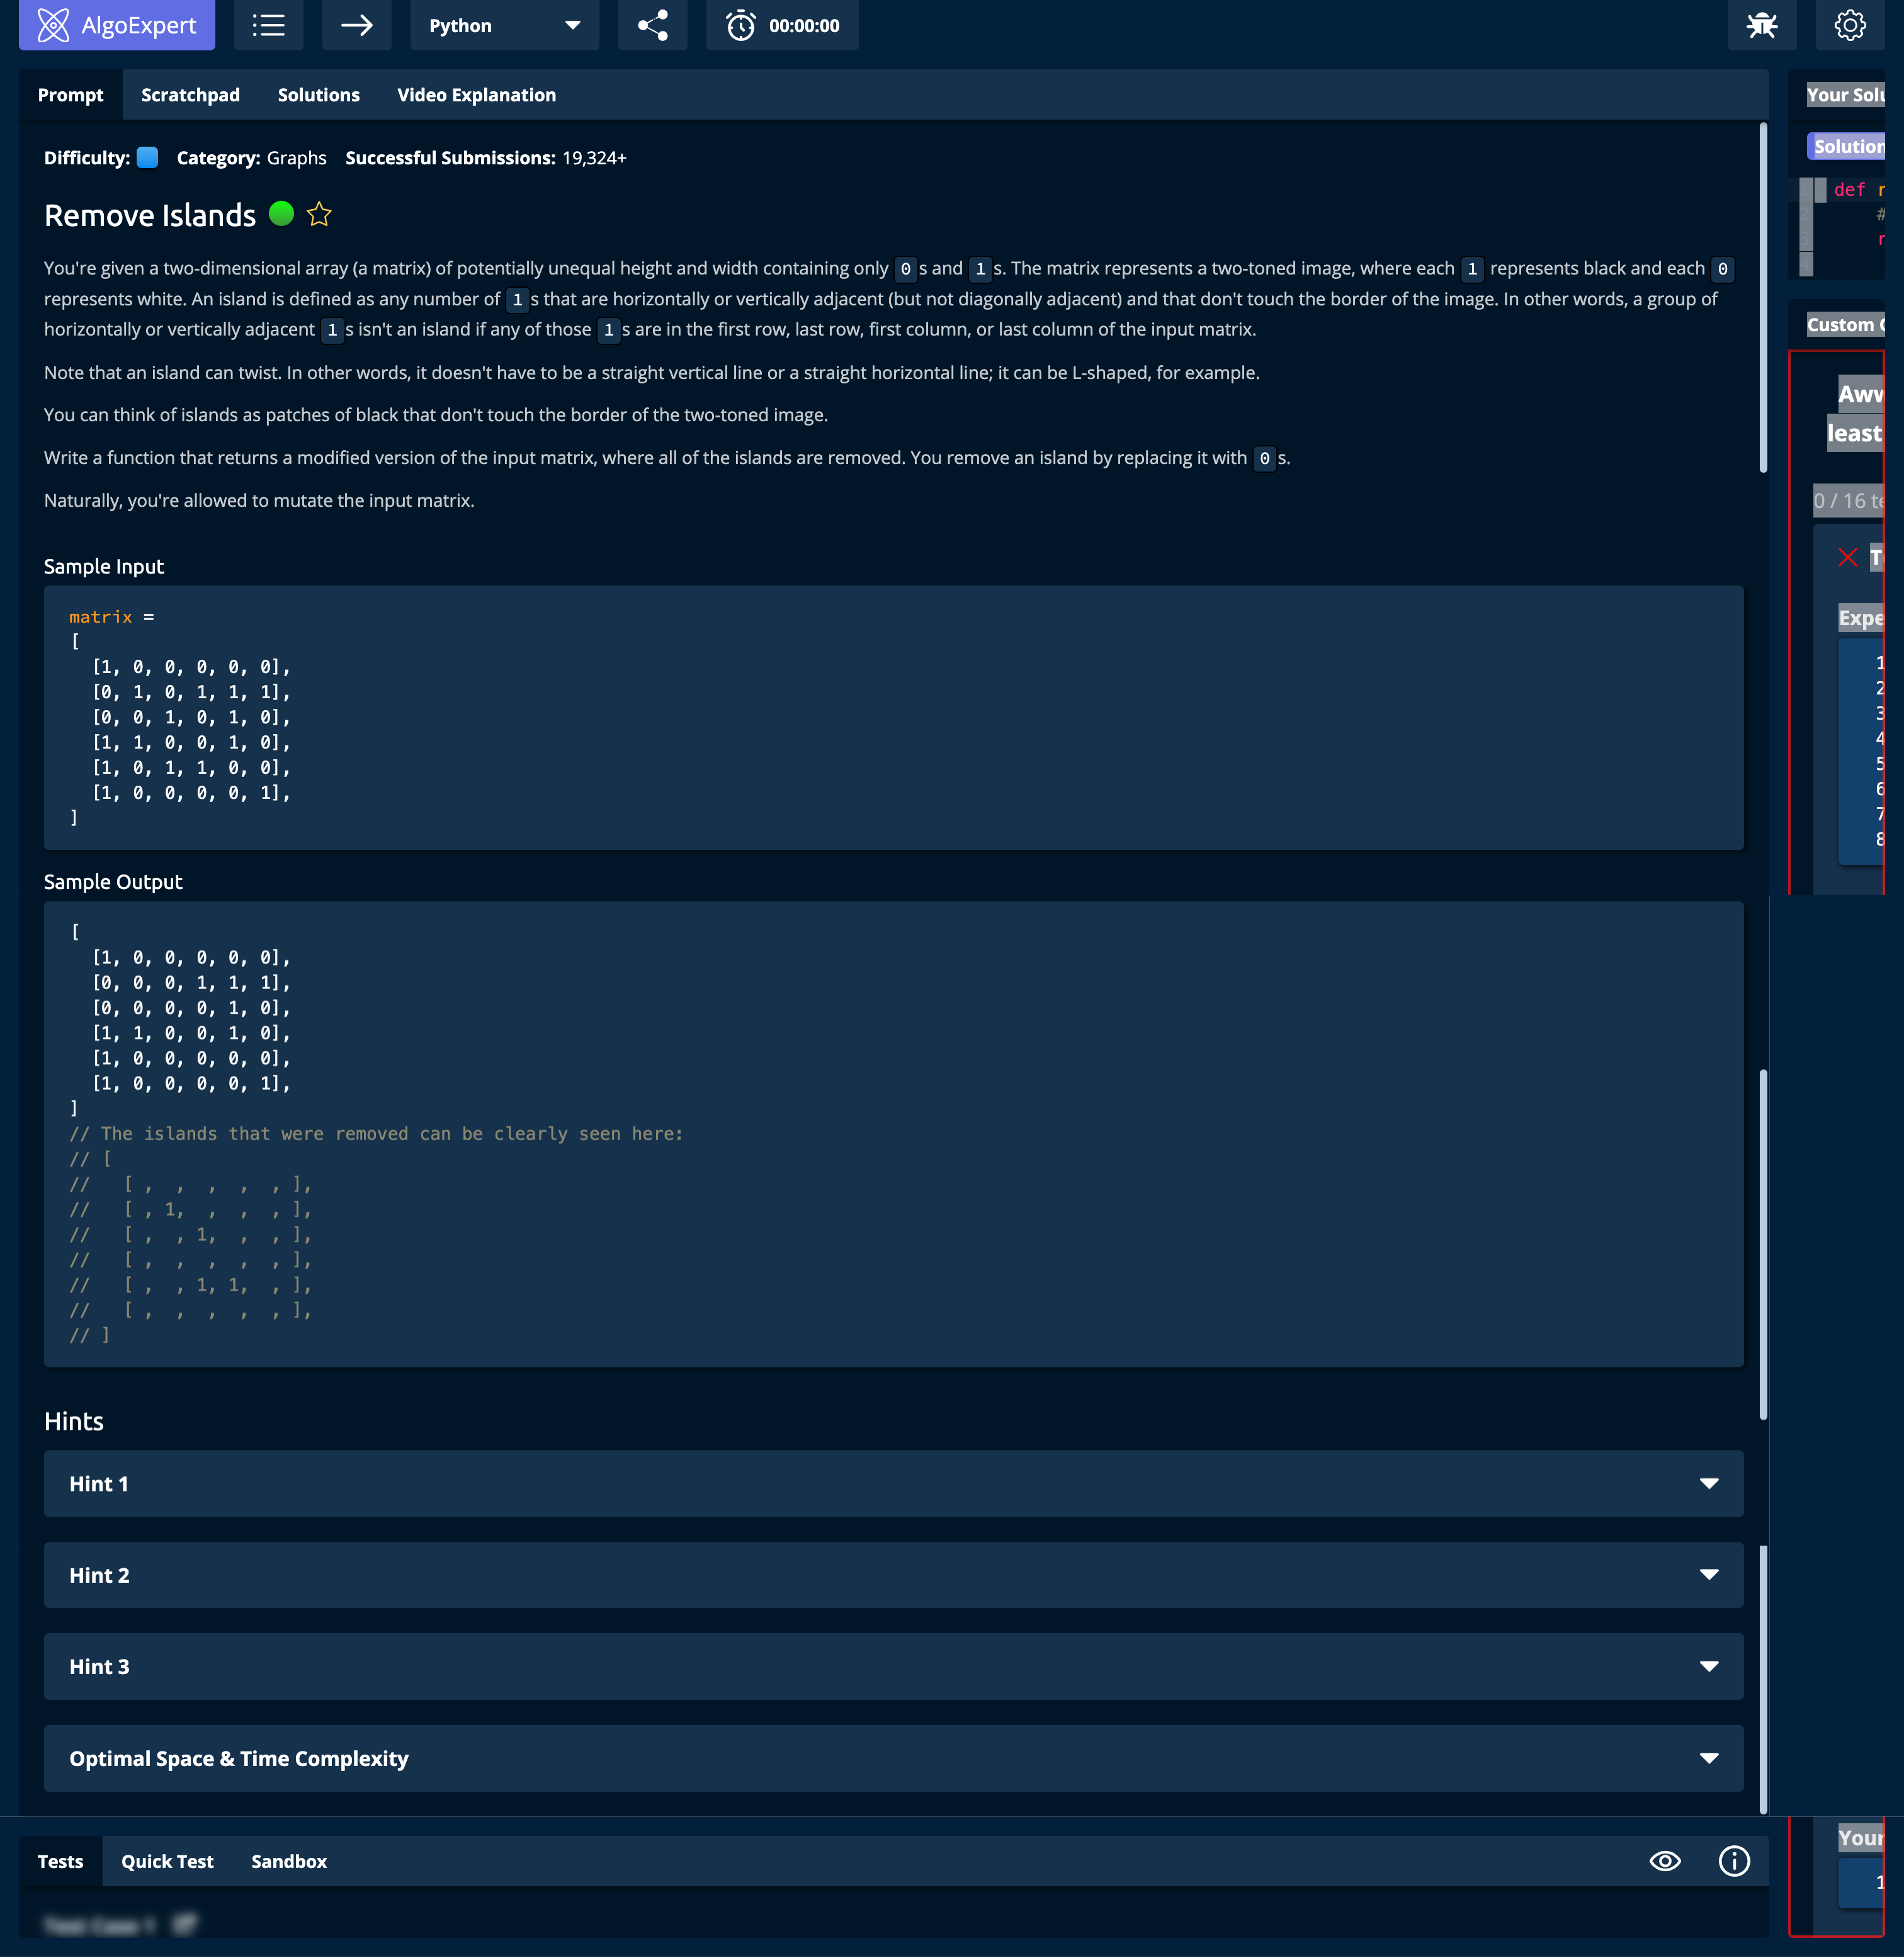 AlgoExpert
Python
00:00:00
Prompt Scratchpad Solutions Video Explanation
Difficulty: Category: Graphs Successful Submissions: 19,324+
Remove Islands
You're given a two-dimensional array (a matrix) of potentially unequal height and width containing only 0 s and 1 s. The matrix represents a two-toned image, where each 1 represents black and each 0
represents white. An island is defined as any number of 1 s that are horizontally or vertically adjacent (but not diagonally adjacent) and that don't touch the border of the image. In other words, a group of
horizontally or vertically adjacent 1 s isn't an island if any of those 1 s are in the first row, last row, first column, or last column of the input matrix.
Note that an island can twist. In other words, it doesn't have to be a straight vertical line or a straight horizontal line; it can be L-shaped, for example.
You can think of islands as patches of black that don't touch the border of the two-toned image.
Write a function that returns a modified version of the input matrix, where all of the islands are removed. You remove an island by replacing it with 0 s.
Naturally, you're allowed to mutate the input matrix.
Sample Input
matrix =
[
[1, 0, 0, 0, 0, 0],
[0, 1, 0, 1, 1, 1],
[0, 0, 1, 0, 1, 0],
[1, 1, 0, 0, 1, 0],
[1, 0, 1, 1, 0, 0],
[1, 0, 0, 0, 0, 1],
]
Sample Output
[
[1, 0, 0, 0, 0, 0],
[0, 0, 0, 1, 1, 1],
[0, 0, 0, 0, 1, 0],
[1, 1, 0, 0, 1, 0],
[1, 0, 0, 0, 0, 0],
[1, 0, 0, 0, 0, 1],
]
// The islands that were removed can be clearly seen here:
// [
//   [ ,  ,  ,  ,  , ],
//   [ , 1,  ,  ,  , ],
//   [ ,  , 1,  ,  , ],
//   [ ,  ,  ,  ,  , ],
//   [ ,  , 1, 1,  , ],
//   [ ,  ,  ,  ,  , ],
// ]
Hints
Hint 1
Hint 2
Hint 3
Optimal Space & Time Complexity
Tests Quick Test Sandbox
Test Case 1
Your Solu
Solution
def r
#
r
Custom
Aww
least
0 / 16 te
T
Expe
1
2
3
4
5
6
7
8
Your
1